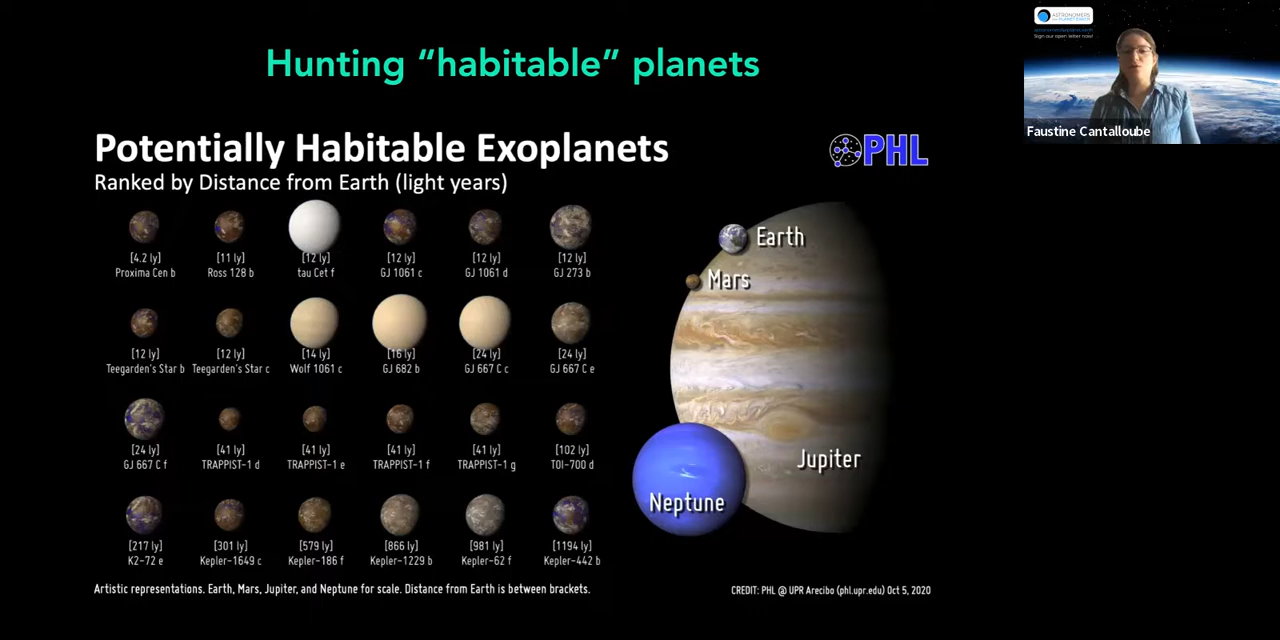 Hunting “habitable” planets
Potentially Habitable Exoplanets
Ranked by Distance from Earth (light years)
PHL
[4.2 ly] [11 ly] [12 ly] [12 ly] [12 ly] [12 ly]
Proxima Cen b Ross 128 b tau Cet f GJ 1061 c GJ 1061 d GJ 273 b
[12 ly] [12 ly] [14 ly] [16 ly] [24 ly] [24 ly]
Teegarden's Star b Teegarden's Star c Wolf 1061 c GJ 682 b GJ 667 C c GJ 667 C e
[24 ly] [41 ly] [41 ly] [41 ly] [41 ly] [102 ly]
GJ 667 C f TRAPPIST-1 d TRAPPIST-1 e TRAPPIST-1 f TRAPPIST-1 g TOI-700 d
[217 ly] [301 ly] [579 ly] [866 ly] [981 ly] [1194 ly]
K2-72 e Kepler-1649 c Kepler-186 f Kepler-1229 b Kepler-62 f Kepler-442 b
Earth
Mars
Jupiter
Neptune
Artistic representations. Earth, Mars, Jupiter, and Neptune for scale. Distance from Earth is between brackets.
CREDIT: PHL @ UPR Arecibo (phl.upr.edu) Oct 5, 2020
ASTRONOMERS
Sign our open letter now!
Faustine Cantalloube